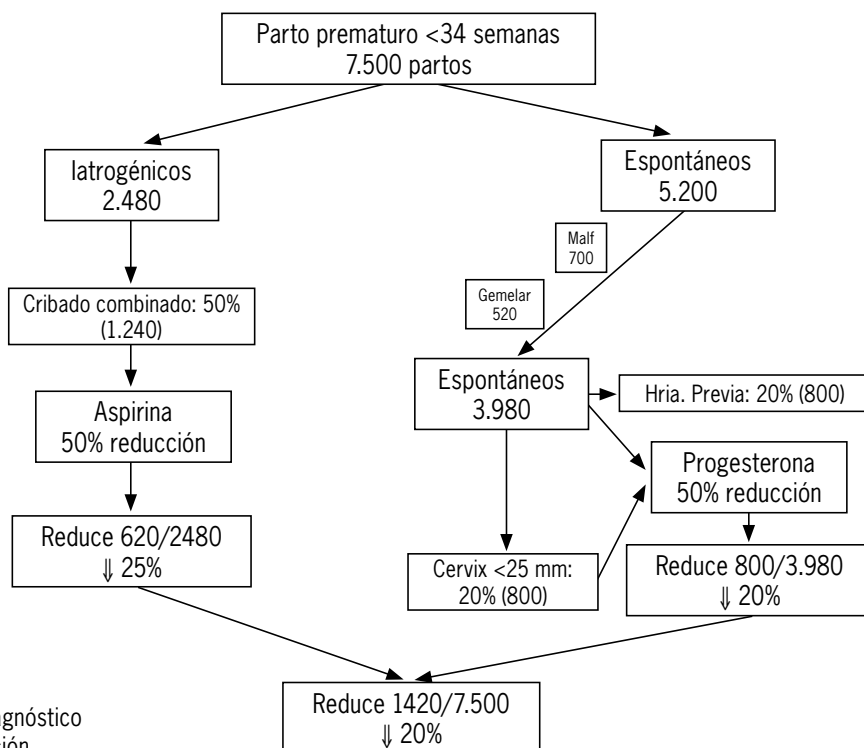 Parto prematuro <34 semanas
7.500 partos
Iatrogénicos
2.480
Espontáneos
5.200
Malf
700
Gemelar
520
Cribado combinado: 50%
(1.240)
Espontáneos
3.980
Hria. Previa: 20% (800)
Aspirina
50% reducción
Progesterona
50% reducción
Reduce 620/2480
⇓ 25%
Cervix <25 mm:
20% (800)
Reduce 800/3.980
⇓ 20%
Reduce 1420/7.500
⇓ 20%
agnóstico